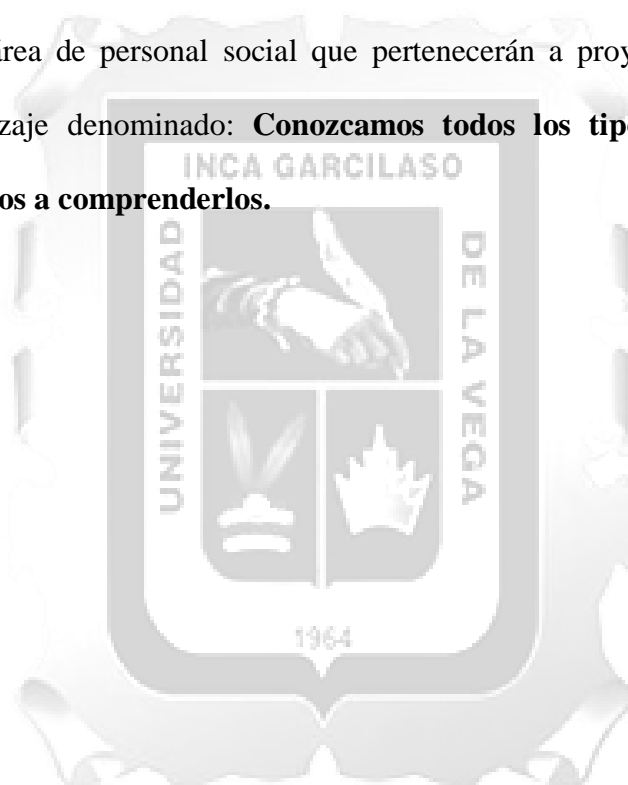 área de personal social que pertenecerán a proy
zaje denominado: Conozcamos todos los tipo
os a comprenderlos.
INCA GARCILASO
UNIVERSIDAD
DE LA VEGA
1964